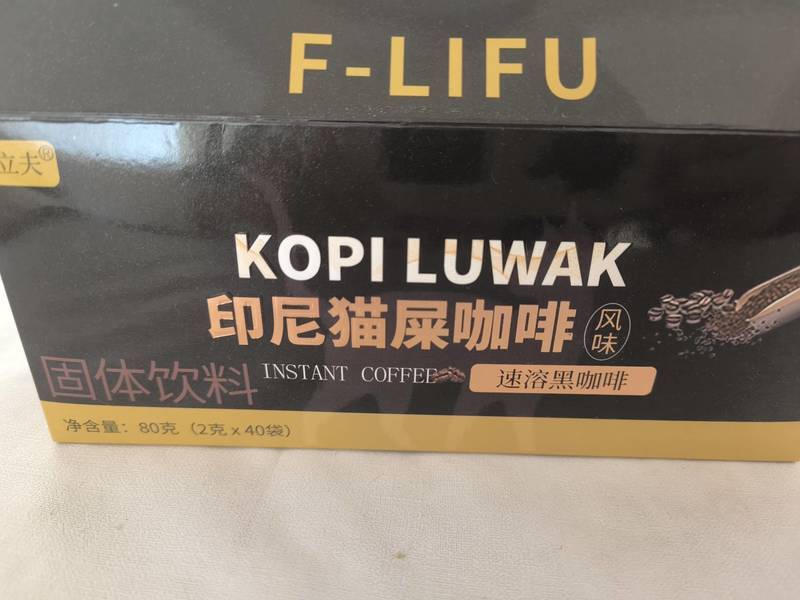 F-LIFU
立夫®
KOPI LUWAK
印尼猫屎咖啡 风味
固体饮料 INSTANT COFFEE 速溶黑咖啡
净含量：80克（2克 x 40袋）